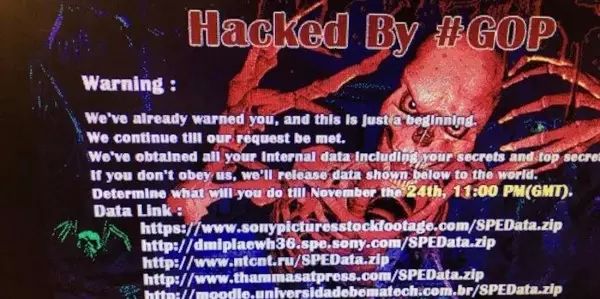 Hacked By #GOP
Warning :
We've already warned you, and this is just a beginning.
We continue till our request be met.
We've obtained all your internal data including your secrets and top secret
If you don't obey us, we'll release data shown below to the world.
Determine what will you do till November the 24th, 11:00 PM(GMT).
Data Link :
https://www.sonypicturesstockfootage.com/SPEData.zip
http://dmiplaewh36.spe.sony.com/SPEData.zip
http://www.ntcnt.ru/SPEData.zip
http://www.thammasatpress.com/SPEData.zip
http://moodle.universidadebematech.com.br/SPEData.zip